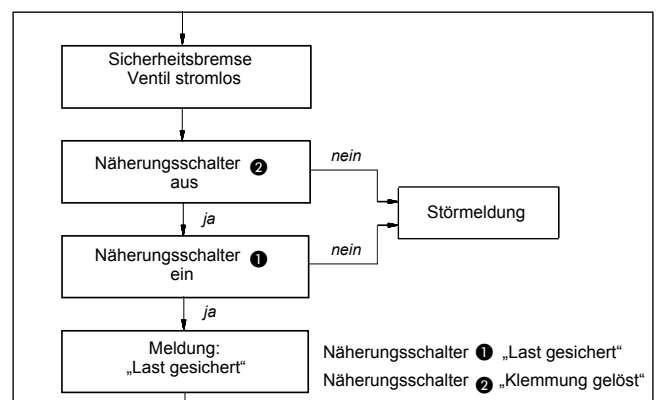 Sicherheitsbremse
Ventil stromlos
Näherungsschalter ❷
aus
nein
Störmeldung
ja
Näherungsschalter ❶
ein
nein
ja
Meldung:
„Last gesichert“
Näherungsschalter ❶ „Last gesichert“
Näherungsschalter ❷ „Klemmung gelöst“